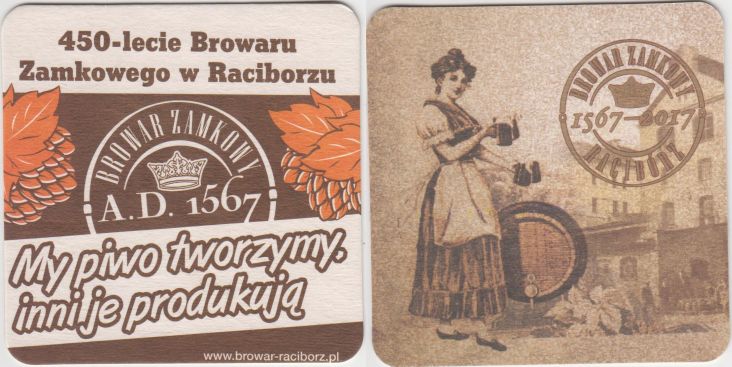 450-lecie Browaru
Zamkowego w Raciborzu
BROWAR ZAMKOWY
A.D. 1567
My piwo tworzymy.
inni je produkują
www.browar-raciborz.pl
BROWAR ZAMKOWY
1567-2017
RACIBÓRZ